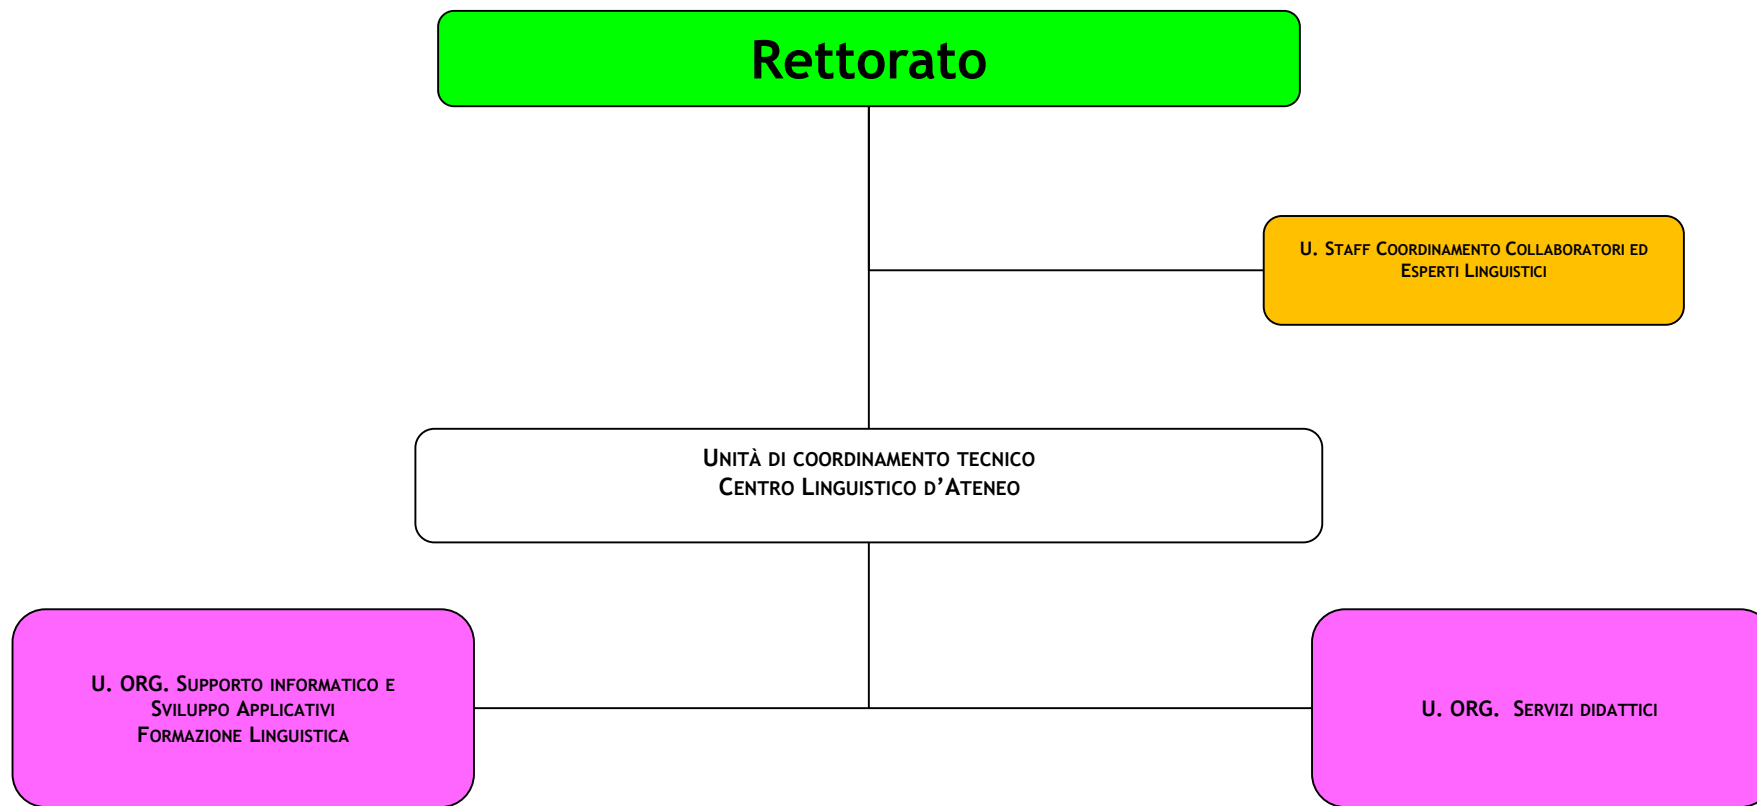 Rettorato
U. Staff Coordinamento Collaboratori ed
Esperti Linguistici
Unità di coordinamento tecnico
Centro Linguistico d’Ateneo
U. ORG. Supporto informatico e
Sviluppo Applicativi
Formazione Linguistica
U. ORG. Servizi didattici